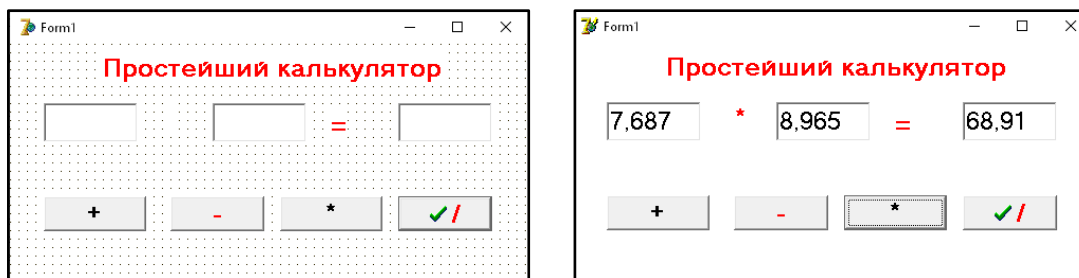 Form1
Простейший калькулятор
=
+ - * /
Form1
Простейший калькулятор
7,687 * 8,965 = 68,91
+ - * /